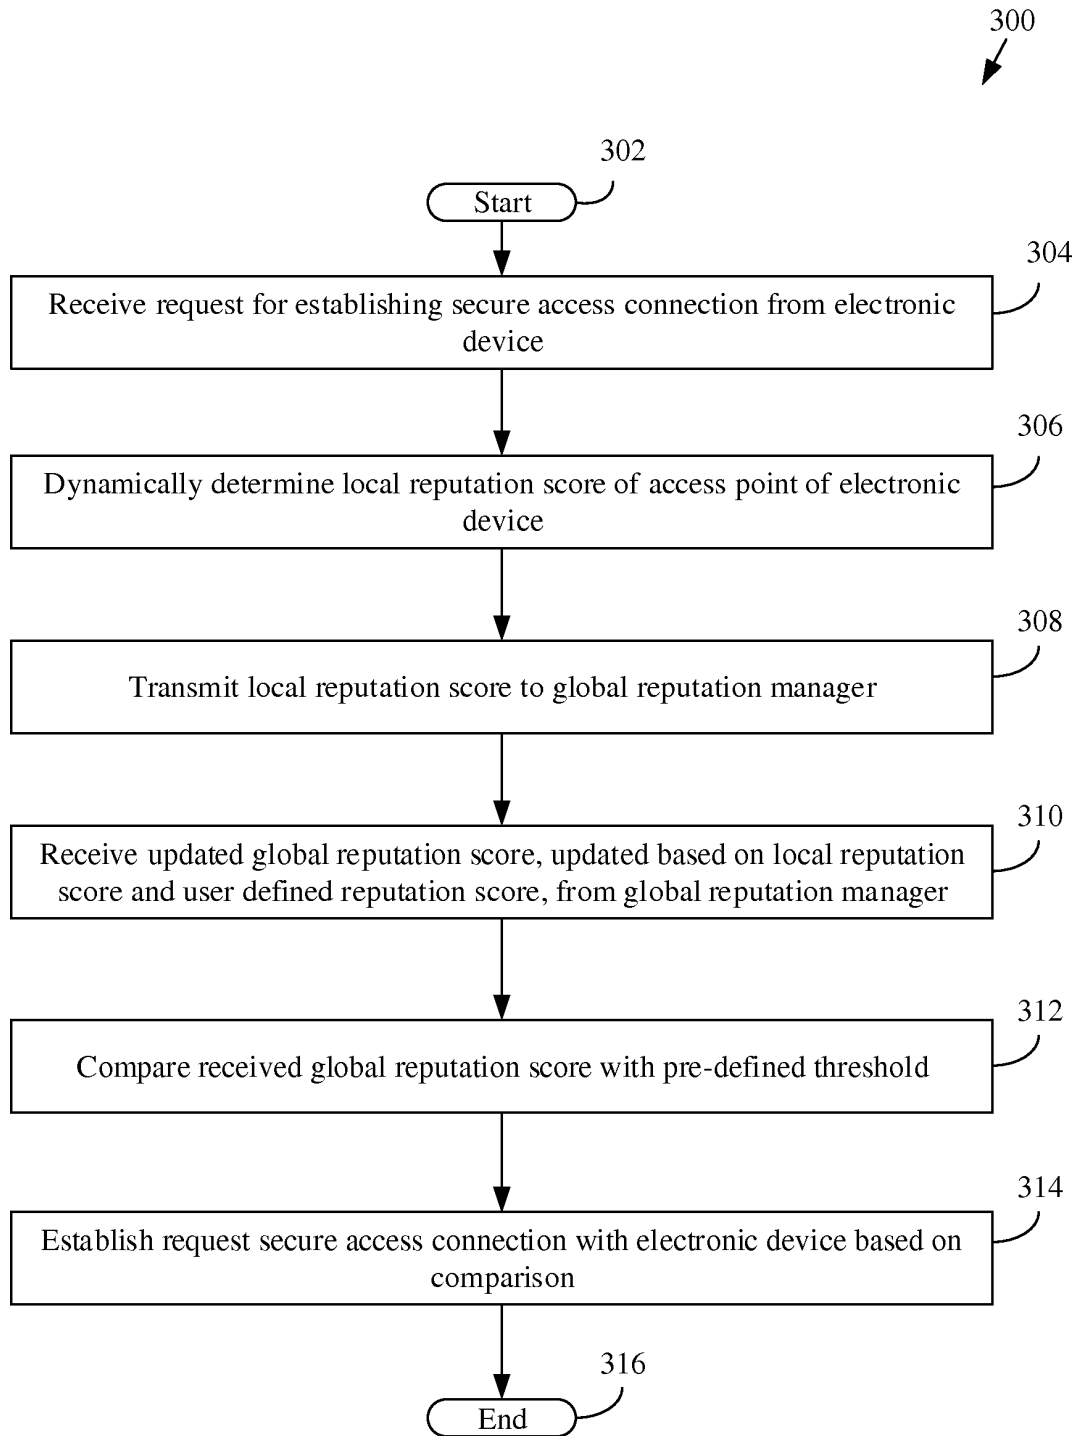 300
302
Start
304
Receive request for establishing secure access connection from electronic
device
306
Dynamically determine local reputation score of access point of electronic
device
308
Transmit local reputation score to global reputation manager
310
Receive updated global reputation score, updated based on local reputation
score and user defined reputation score, from global reputation manager
312
Compare received global reputation score with pre-defined threshold
314
Establish request secure access connection with electronic device based on
comparison
316
End